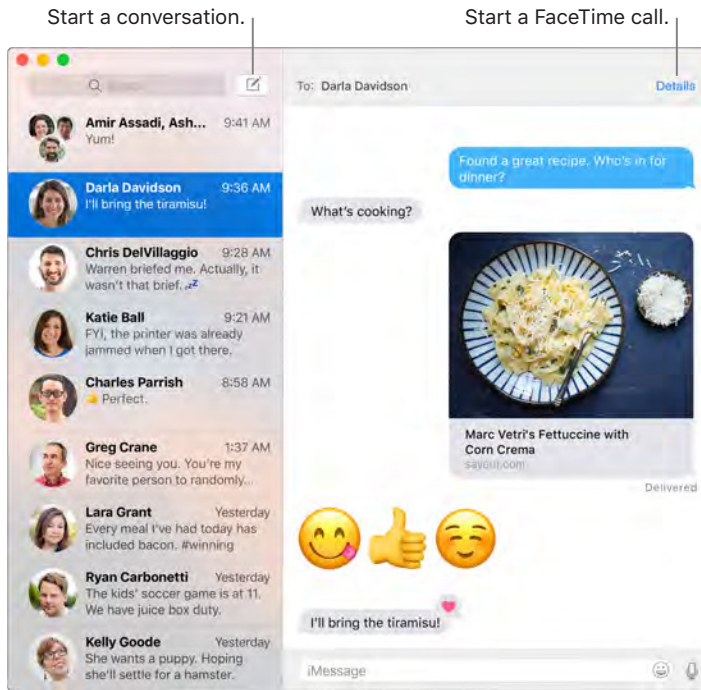 Start a conversation.
Start a FaceTime call.
Search
To: Darla Davidson
Details
Amir Assadi, Ash... 9:41 AM
Yum!
Darla Davidson 9:36 AM
I'll bring the tiramisu!
Chris DelVillaggio 9:28 AM
Warren briefed me. Actually, it
wasn't that brief. 💤
Katie Ball 9:21 AM
FYI, the printer was already
jammed when I got there.
Charles Parrish 8:58 AM
👍 Perfect.
Greg Crane 1:37 AM
Nice seeing you. You're my
favorite person to randomly...
Lara Grant Yesterday
Every meal I've had today has
included bacon. #winning
Ryan Carbonetti Yesterday
The kids' soccer game is at 11.
We have juice box duty.
Kelly Goode Yesterday
She wants a puppy. Hoping
she'll settle for a hamster.
Found a great recipe. Who's in for
dinner?
What's cooking?
Marc Vetri's Fettuccine with
Corn Crema
saveur.com
Delivered
I'll bring the tiramisu!
iMessage